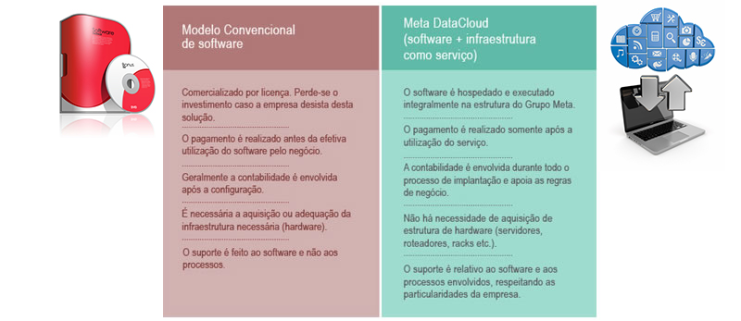 Modelo Convencional
de software
Comercializado por licença. Perde-se o
investimento caso a empresa desista desta
solução.
O pagamento é realizado antes da efetiva
utilização do software pelo negócio.
Geralmente a contabilidade é envolvida
após a configuração.
É necessária a aquisição ou adequação da
infraestrutura necessária (hardware).
O suporte é feito ao software e não aos
processos.
Meta DataCloud
(software + infraestrutura
como serviço)
O software é hospedado e executado
integralmente na estrutura do Grupo Meta.
O pagamento é realizado somente após a
utilização do serviço.
A contabilidade é envolvida durante todo o
processo de implantação e apoia as regras
de negócio.
Não há necessidade de aquisição de
estrutura de hardware (servidores,
roteadores, racks etc.).
O suporte é relativo ao software e aos
processos envolvidos, respeitando as
particularidades da empresa.